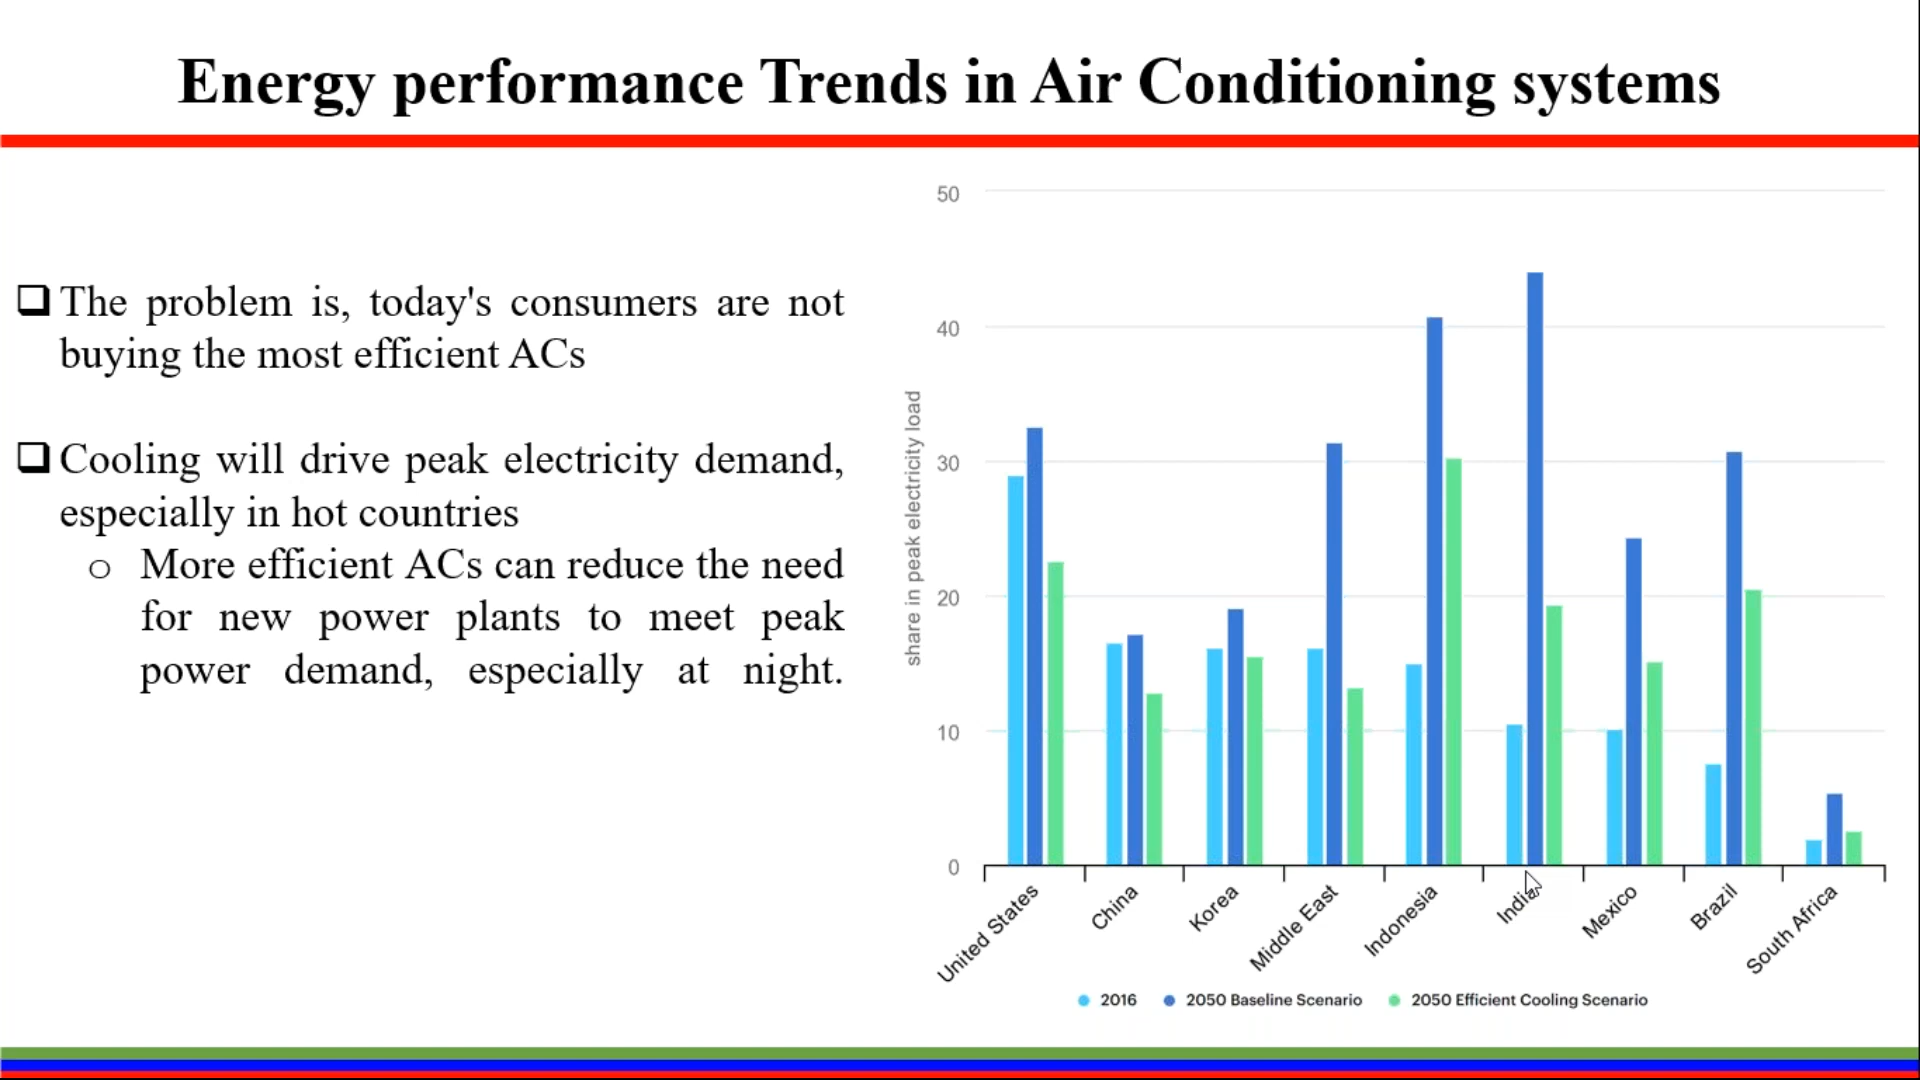 Energy performance Trends in Air Conditioning systems
The problem is, today's consumers are not
buying the most efficient ACs
Cooling will drive peak electricity demand,
especially in hot countries
o More efficient ACs can reduce the need
for new power plants to meet peak
power demand, especially at night.
share in peak electricity load
50
40
30
20
10
0
United States
China
Korea
Middle East
Indonesia
India
Mexico
Brazil
South Africa
2016
2050 Baseline Scenario
2050 Efficient Cooling Scenario